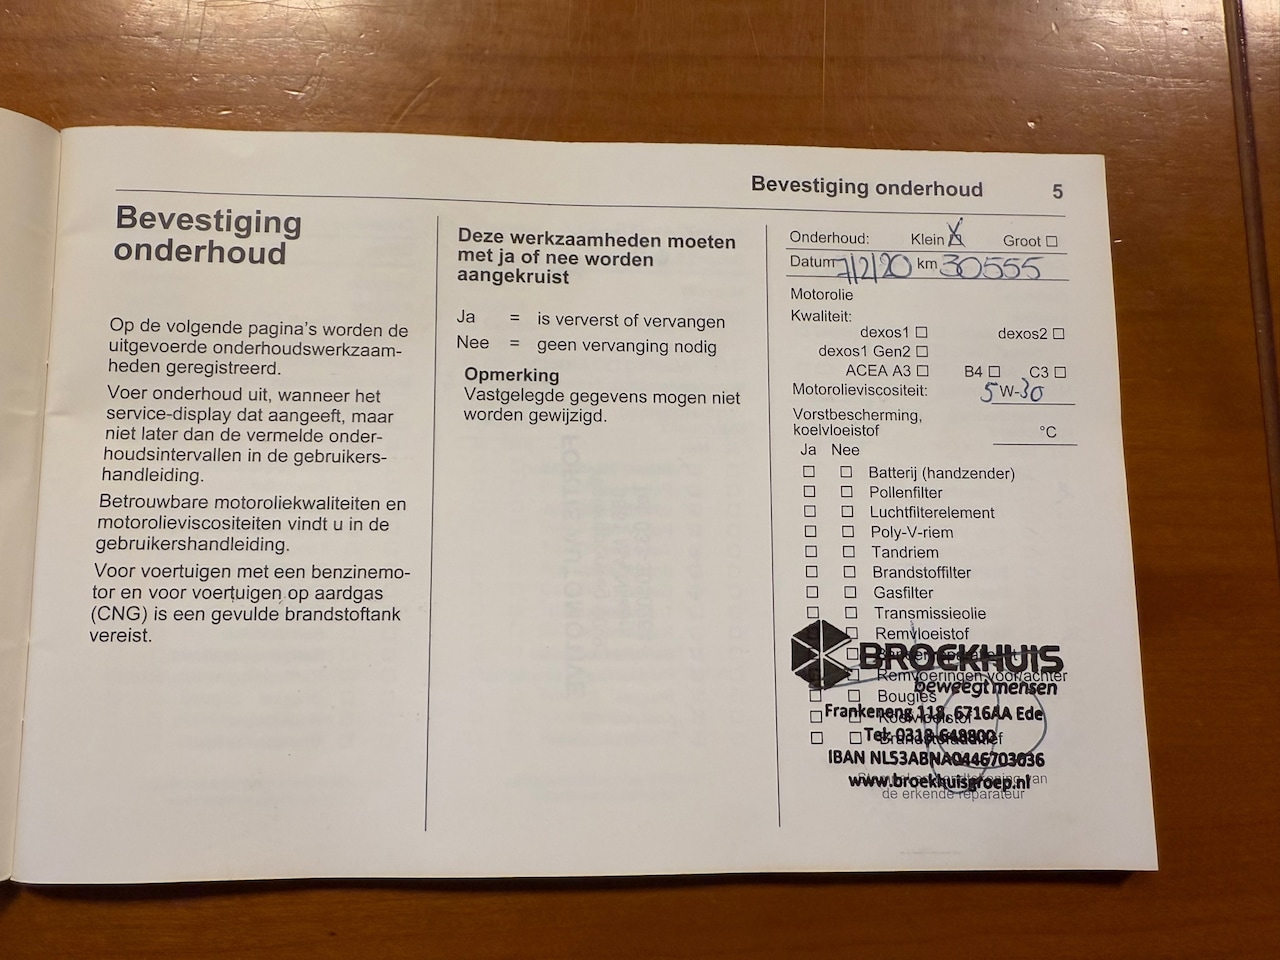 Bevestiging onderhoud 5
Bevestiging
onderhoud
Op de volgende pagina's worden de
uitgevoerde onderhoudswerkzaam-
heden geregistreerd.
Voer onderhoud uit, wanneer het
service-display dat aangeeft, maar
niet later dan de vermelde onder-
houdsintervallen in de gebruikers-
handleiding.
Betrouwbare motoroliekwaliteiten en
motorolieviscositeiten vindt u in de
gebruikershandleiding.
Voor voertuigen met een benzinemo-
tor en voor voertuigen op aardgas
(CNG) is een gevulde brandstoftank
vereist.
Deze werkzaamheden moeten
met ja of nee worden
aangekruist
Ja = is ververst of vervangen
Nee = geen vervanging nodig
Opmerking
Vastgelegde gegevens mogen niet
worden gewijzigd.
Onderhoud: Klein ☒ Groot ☐
Datum 7/2/20 km 30555
Motorolie
Kwaliteit:
dexos1 ☐ dexos2 ☐
dexos1 Gen2 ☐
ACEA A3 ☐ B4 ☐ C3 ☐
Motorolieviscositeit: 5W-30
Vorstbescherming,
koelvloeistof °C
Ja Nee
☐ ☐ Batterij (handzender)
☐ ☐ Pollenfilter
☐ ☐ Luchtfilterelement
☐ ☐ Poly-V-riem
☐ ☐ Tandriem
☐ ☐ Brandstoffilter
☐ ☐ Gasfilter
☐ ☐ Transmissieolie
☐ ☐ Remvloeistof
BROEKHUIS
Remvoeringen voor/achter
beweegt mensen
☐ ☐ Bougies
Frankeneng 118, 6716AA Ede
☐ ☐ Koelvloeistof
Tel: 0318-648800
IBAN NL53ABNA0446703036
www.broekhuisgroep.nl
de erkende reparateur